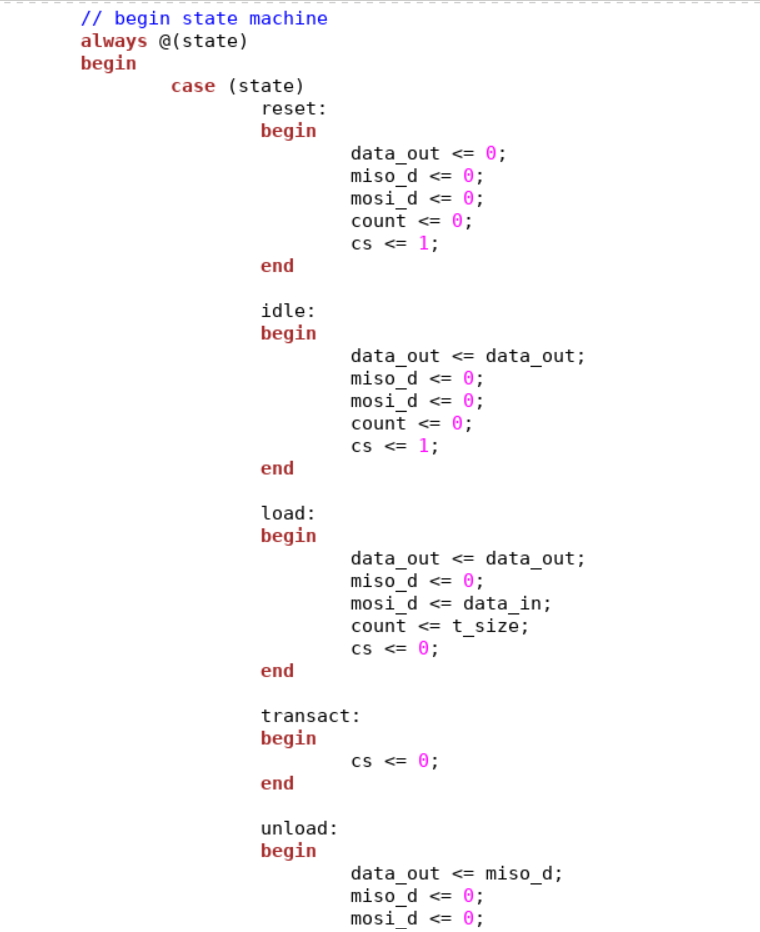 // begin state machine
always @(state)
begin
case (state)
reset:
begin
data_out <= 0;
miso_d <= 0;
mosi_d <= 0;
count <= 0;
cs <= 1;
end
idle:
begin
data_out <= data_out;
miso_d <= 0;
mosi_d <= 0;
count <= 0;
cs <= 1;
end
load:
begin
data_out <= data_out;
miso_d <= 0;
mosi_d <= data_in;
count <= t_size;
cs <= 0;
end
transact:
begin
cs <= 0;
end
unload:
begin
data_out <= miso_d;
miso_d <= 0;
mosi_d <= 0;